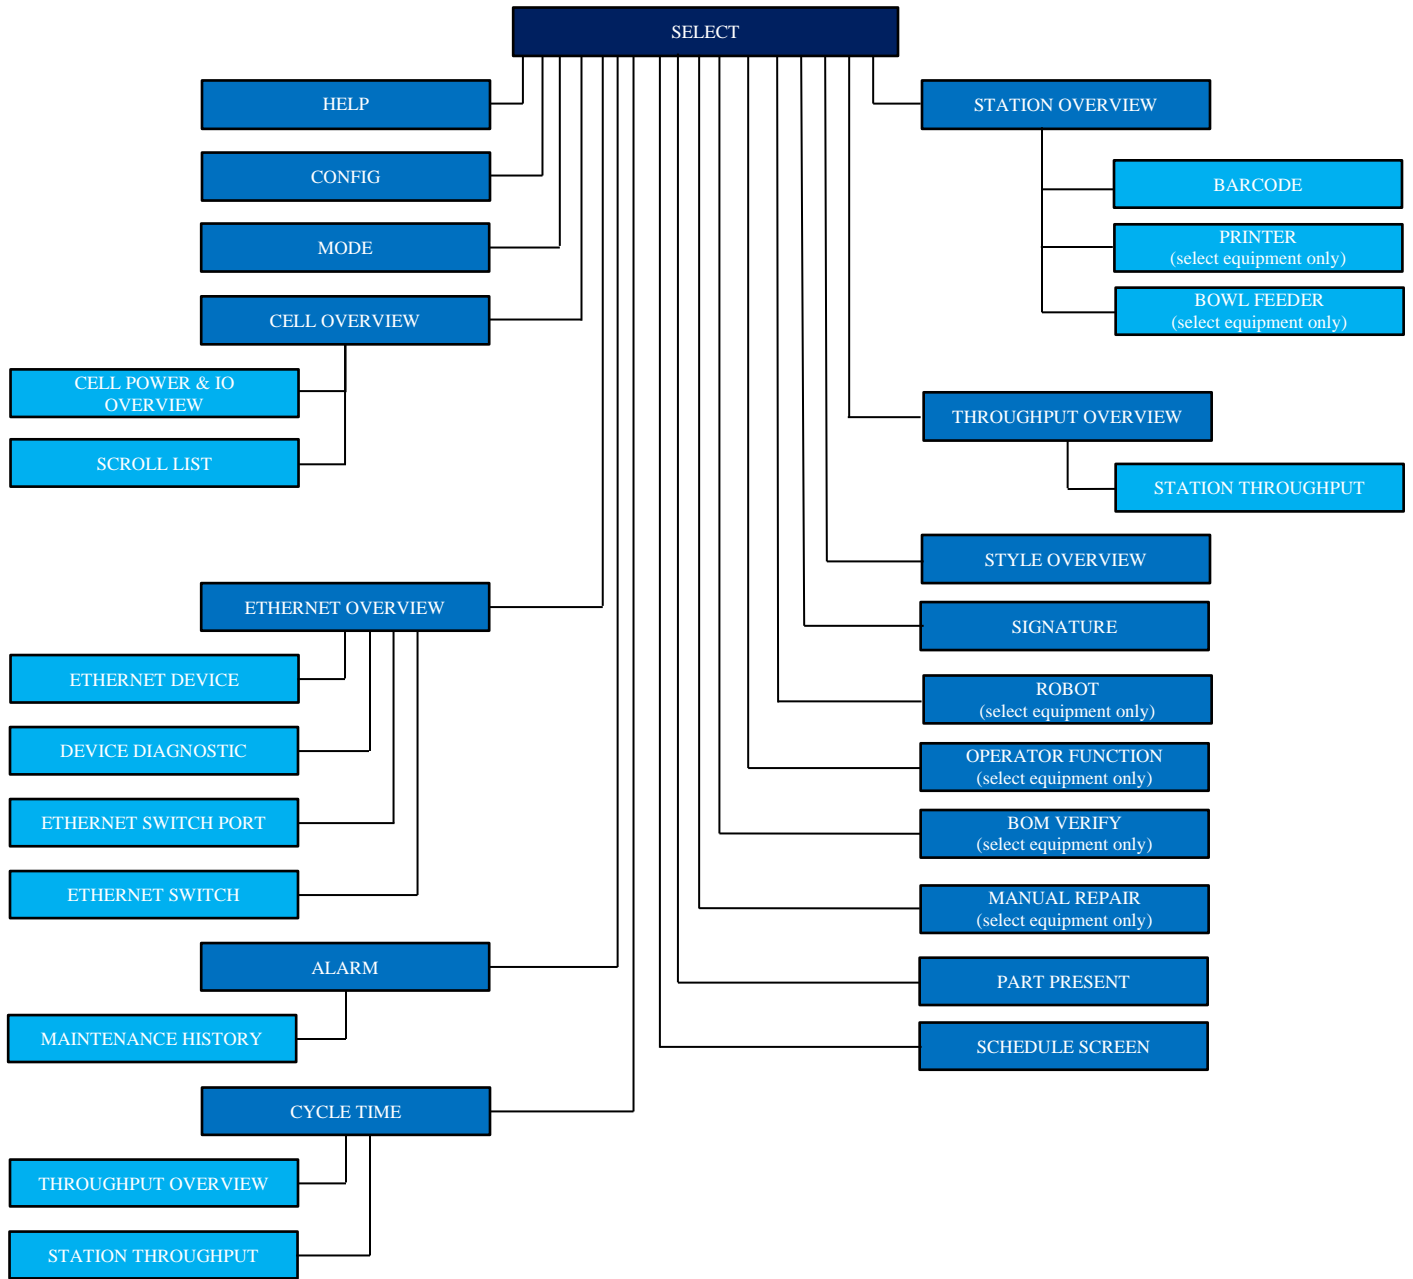 SELECT
HELP
CONFIG
MODE
CELL OVERVIEW
CELL POWER & IO
OVERVIEW
SCROLL LIST
ETHERNET OVERVIEW
ETHERNET DEVICE
DEVICE DIAGNOSTIC
ETHERNET SWITCH PORT
ETHERNET SWITCH
ALARM
MAINTENANCE HISTORY
CYCLE TIME
THROUGHPUT OVERVIEW
STATION THROUGHPUT
STATION OVERVIEW
BARCODE
PRINTER
(select equipment only)
BOWL FEEDER
(select equipment only)
THROUGHPUT OVERVIEW
STATION THROUGHPUT
STYLE OVERVIEW
SIGNATURE
ROBOT
(select equipment only)
OPERATOR FUNCTION
(select equipment only)
BOM VERIFY
(select equipment only)
MANUAL REPAIR
(select equipment only)
PART PRESENT
SCHEDULE SCREEN